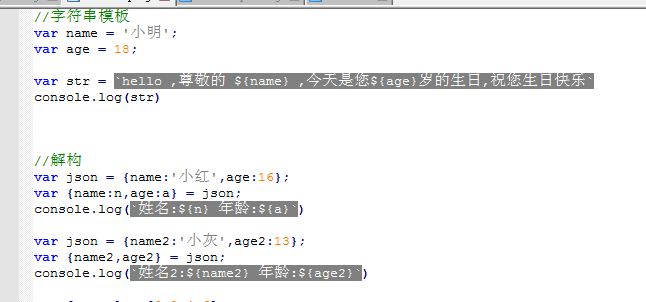 //字符串模板
var name = '小明';
var age = 18;
var str = `hello ,尊敬的 ${name} ,今天是您${age}岁的生日,祝您生日快乐`
console.log(str)
//解构
var json = {name:'小红',age:16};
var {name:n,age:a} = json;
console.log(`姓名:${n} 年龄:${a}`)
var json = {name2:'小灰',age2:13};
var {name2,age2} = json;
console.log(`姓名2:${name2} 年龄:${age2}`)